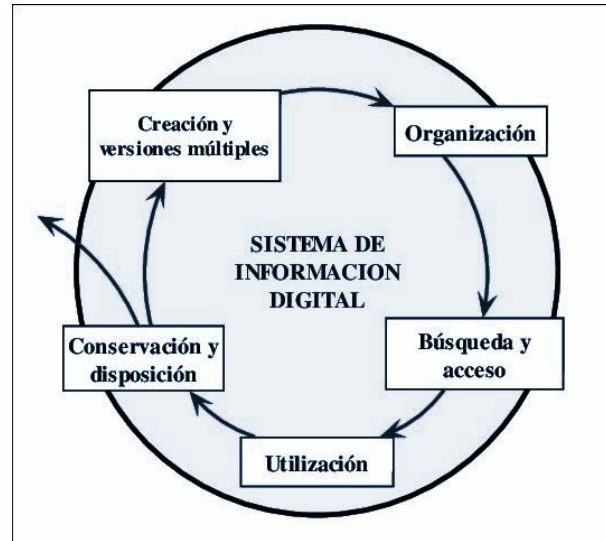 Creación y
versiones múltiples
Organización
SISTEMA DE
INFORMACION
DIGITAL
Búsqueda y
acceso
Conservación y
disposición
Utilización